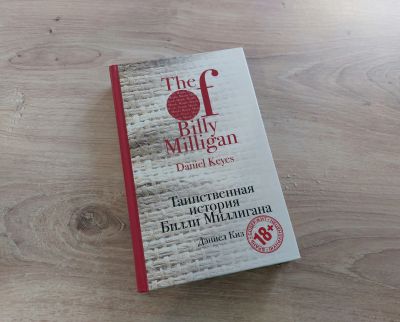 The
of
Billy
Milligan
Daniel Keyes
Таинственная
история
Билли Миллигана
Дэниел Киз
18+